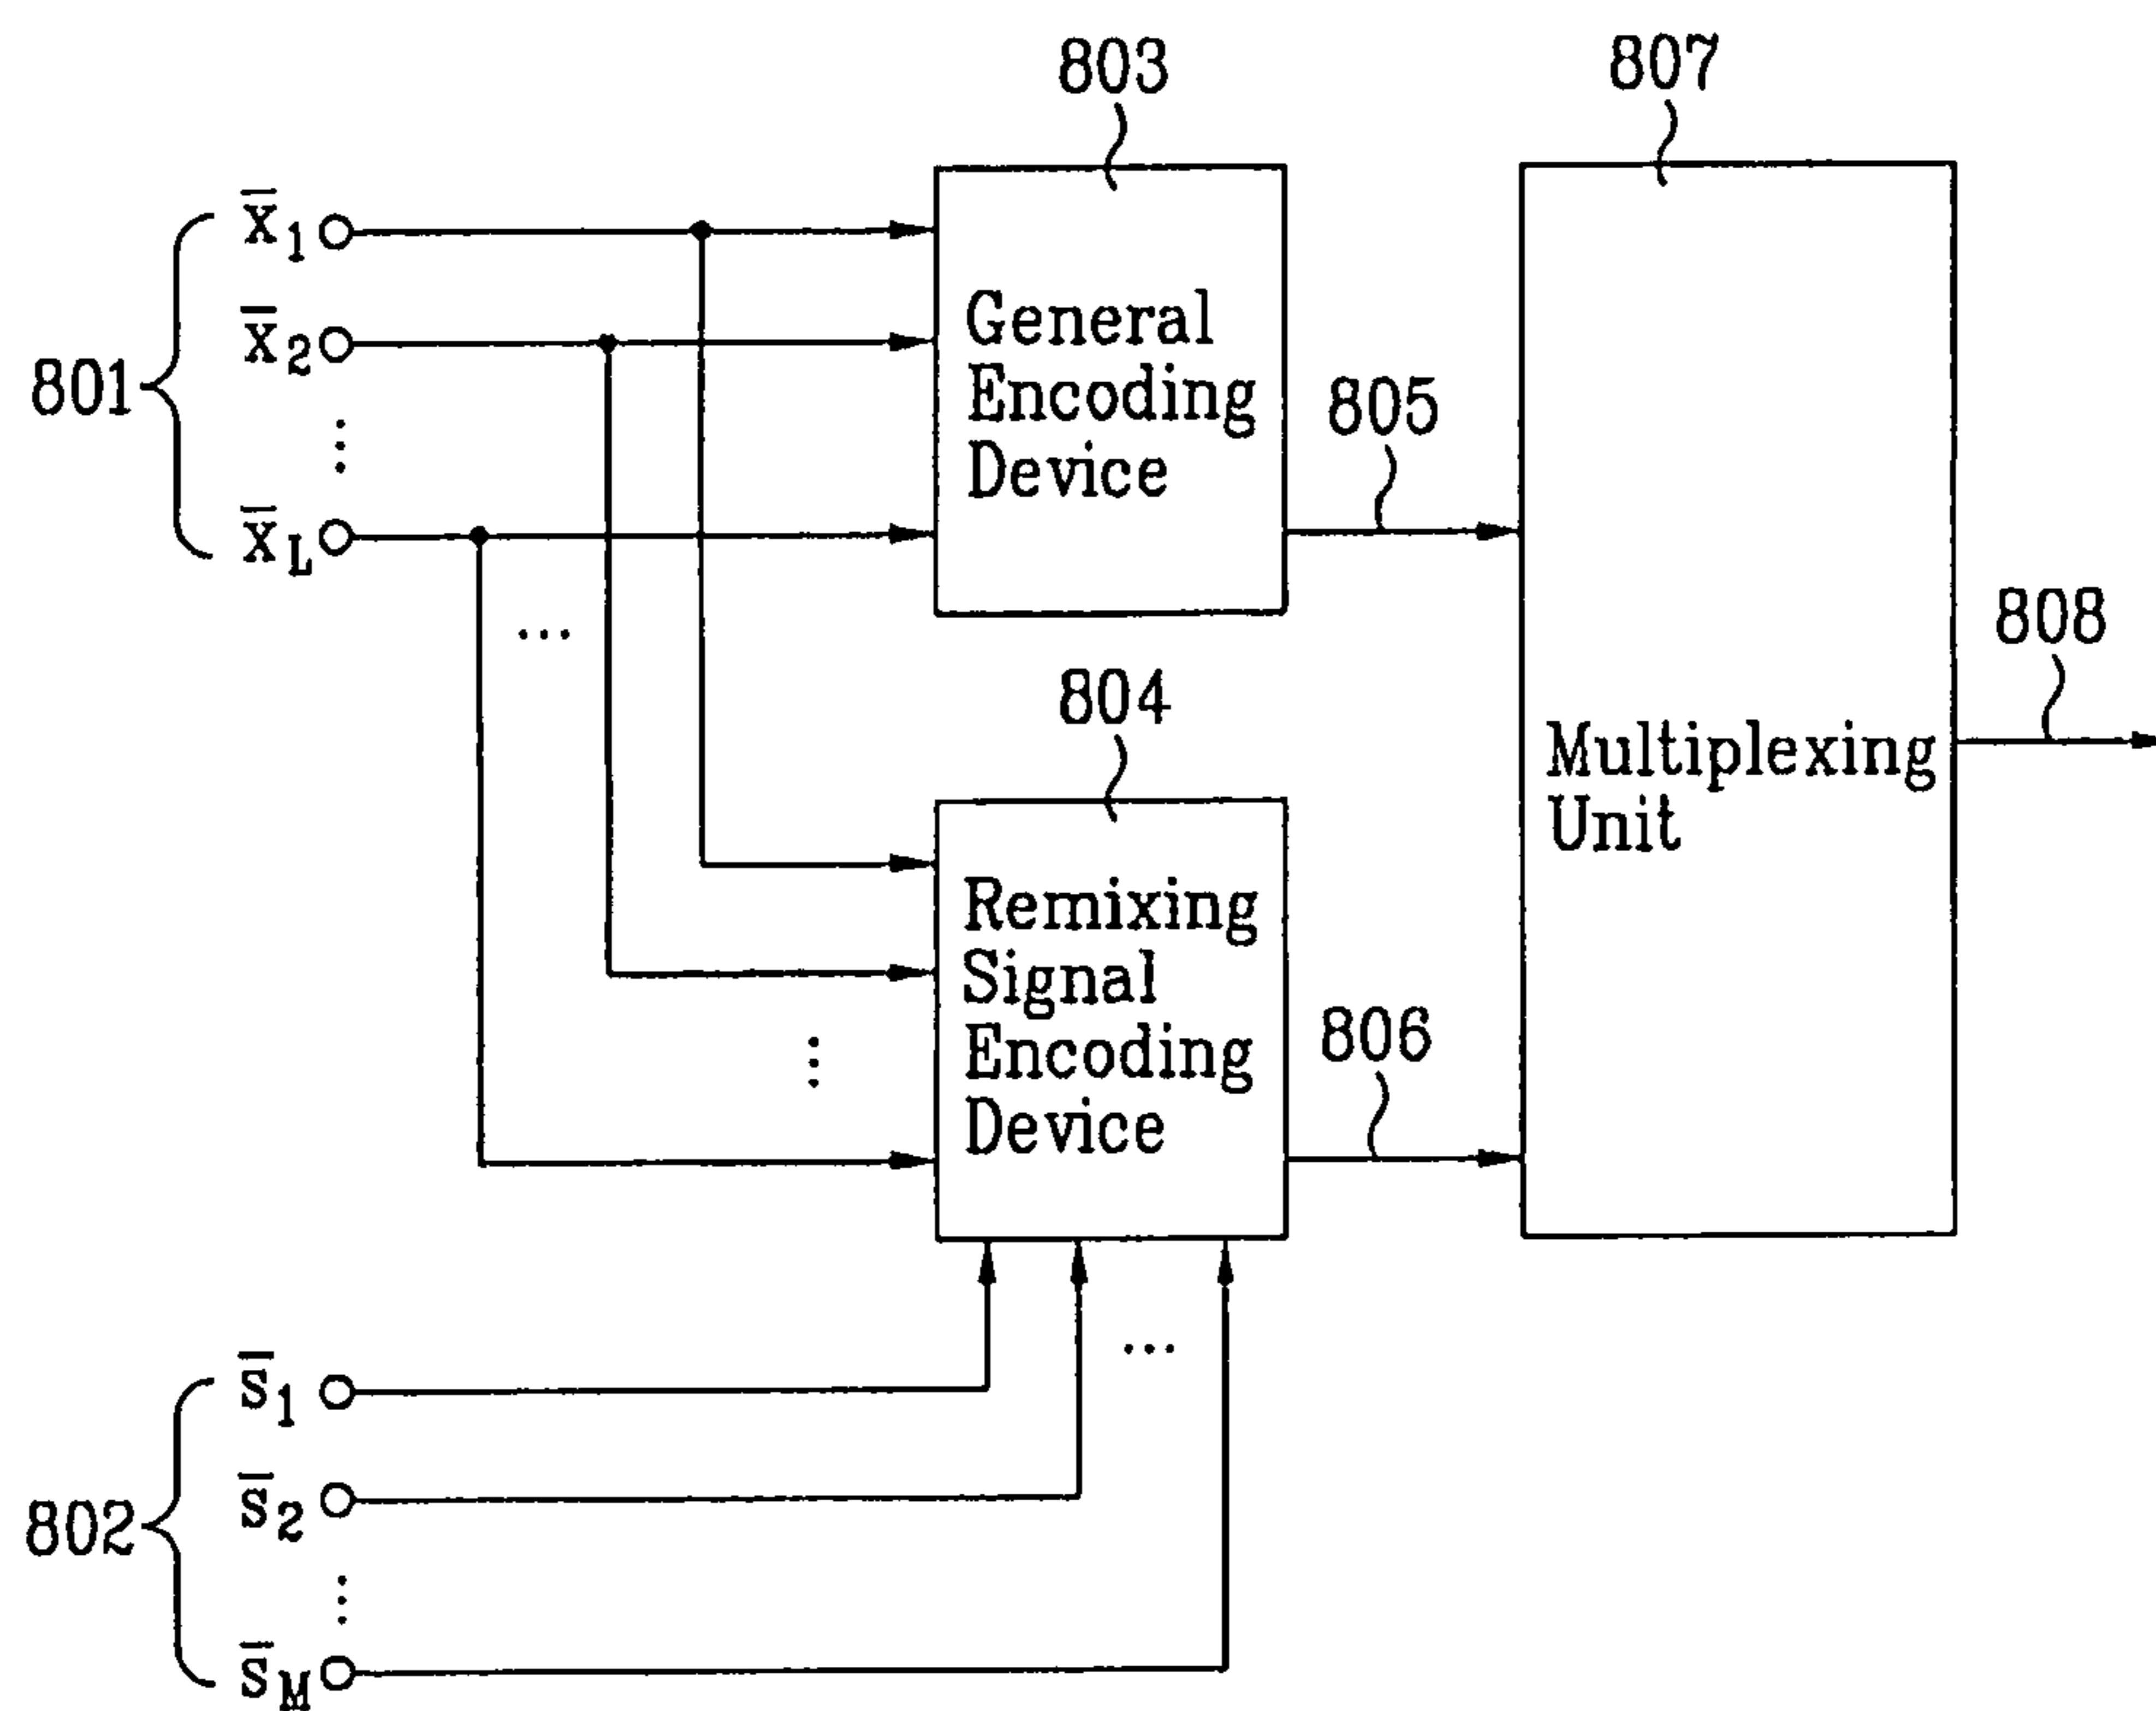 803
807
x̄1
x̄2
⋮
x̄L
801
General
Encoding
Device
805
808
...
804
Multiplexing
Unit
Remixing
Signal
Encoding
Device
⋮
806
...
s̄1
s̄2
⋮
s̄M
802